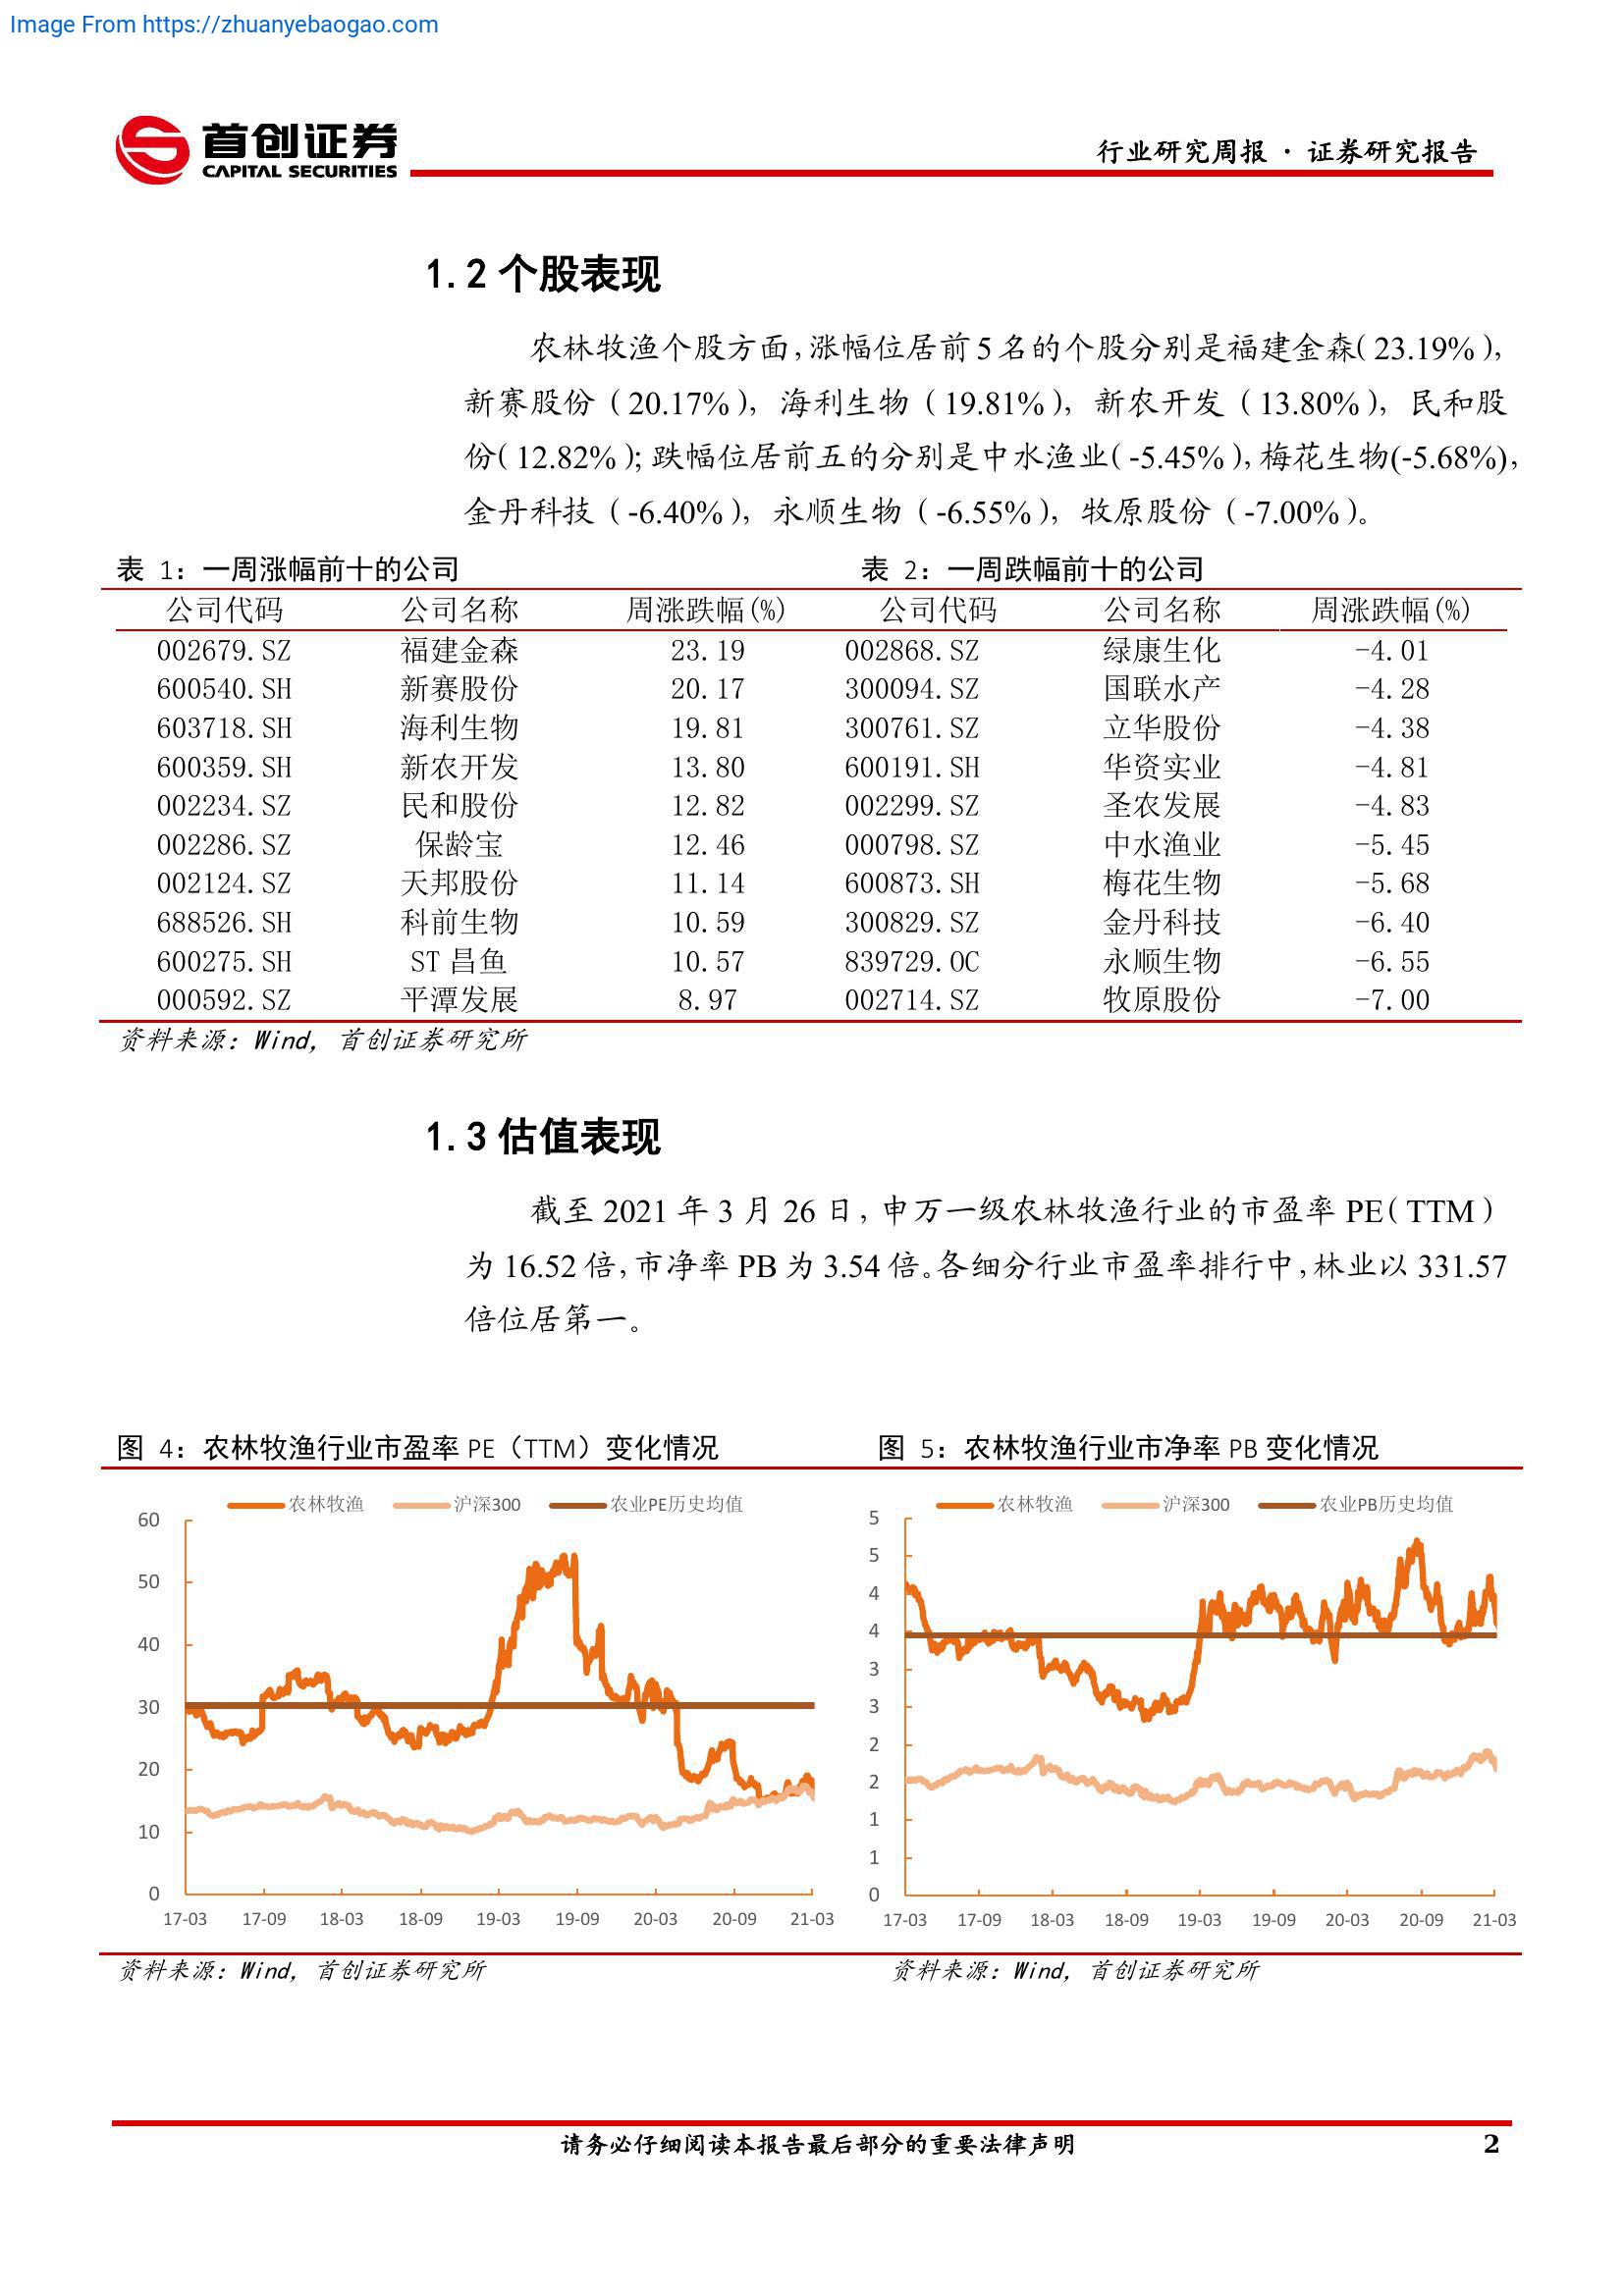 Image From https://zhuanyebaogao.com
首创证券
CAPITAL SECURITIES
行业研究周报 · 证券研究报告
1.2 个股表现
农林牧渔个股方面，涨幅位居前 5 名的个股分别是福建金森（23.19%），
新赛股份（20.17%），海利生物（19.81%），新农开发（13.80%），民和股
份（12.82%）；跌幅位居前五的分别是中水渔业（-5.45%），梅花生物(-5.68%)，
金丹科技（-6.40%），永顺生物（-6.55%），牧原股份（-7.00%）。
表 1：一周涨幅前十的公司 表 2：一周跌幅前十的公司
公司代码 公司名称 周涨跌幅(%) 公司代码 公司名称 周涨跌幅(%)
002679.SZ 福建金森 23.19 002868.SZ 绿康生化 -4.01
600540.SH 新赛股份 20.17 300094.SZ 国联水产 -4.28
603718.SH 海利生物 19.81 300761.SZ 立华股份 -4.38
600359.SH 新农开发 13.80 600191.SH 华资实业 -4.81
002234.SZ 民和股份 12.82 002299.SZ 圣农发展 -4.83
002286.SZ 保龄宝 12.46 000798.SZ 中水渔业 -5.45
002124.SZ 天邦股份 11.14 600873.SH 梅花生物 -5.68
688526.SH 科前生物 10.59 300829.SZ 金丹科技 -6.40
600275.SH ST 昌鱼 10.57 839729.OC 永顺生物 -6.55
000592.SZ 平潭发展 8.97 002714.SZ 牧原股份 -7.00
资料来源：Wind, 首创证券研究所
1.3 估值表现
截至 2021 年 3 月 26 日，申万一级农林牧渔行业的市盈率 PE（TTM）
为 16.52 倍，市净率 PB 为 3.54 倍。各细分行业市盈率排行中，林业以 331.57
倍位居第一。
图 4：农林牧渔行业市盈率 PE（TTM）变化情况 图 5：农林牧渔行业市净率 PB 变化情况
农林牧渔 沪深300 农业PE历史均值
60
50
40
30
20
10
0
17-03 17-09 18-03 18-09 19-03 19-09 20-03 20-09 21-03
农林牧渔 沪深300 农业PB历史均值
5
5
4
4
3
3
2
2
1
1
0
17-03 17-09 18-03 18-09 19-03 19-09 20-03 20-09 21-03
资料来源：Wind, 首创证券研究所 资料来源：Wind, 首创证券研究所
请务必仔细阅读本报告最后部分的重要法律声明 2